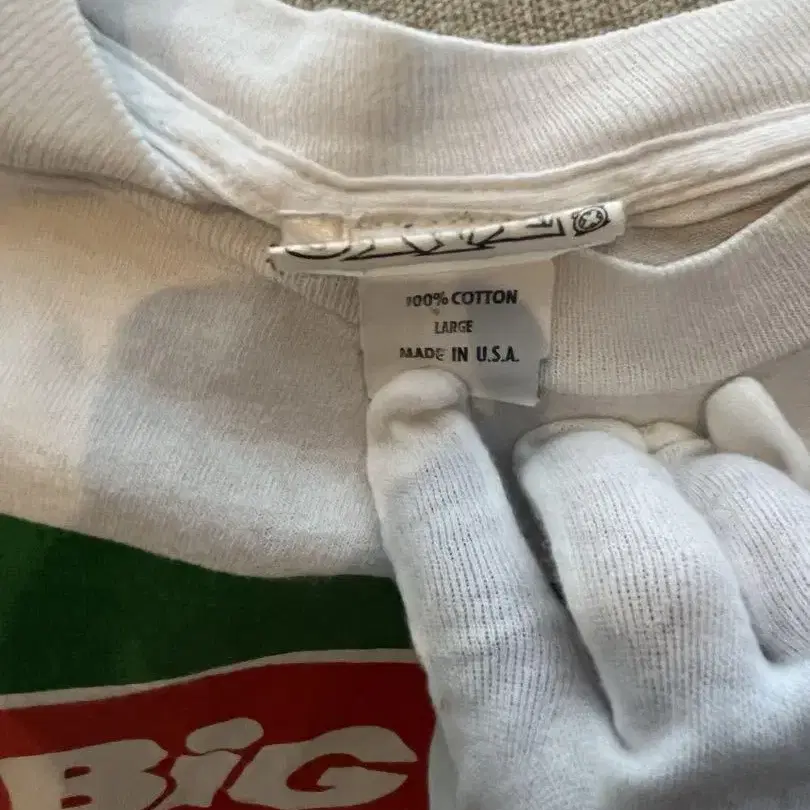 100% COTTON
LARGE
MADE IN U.S.A.
BiG